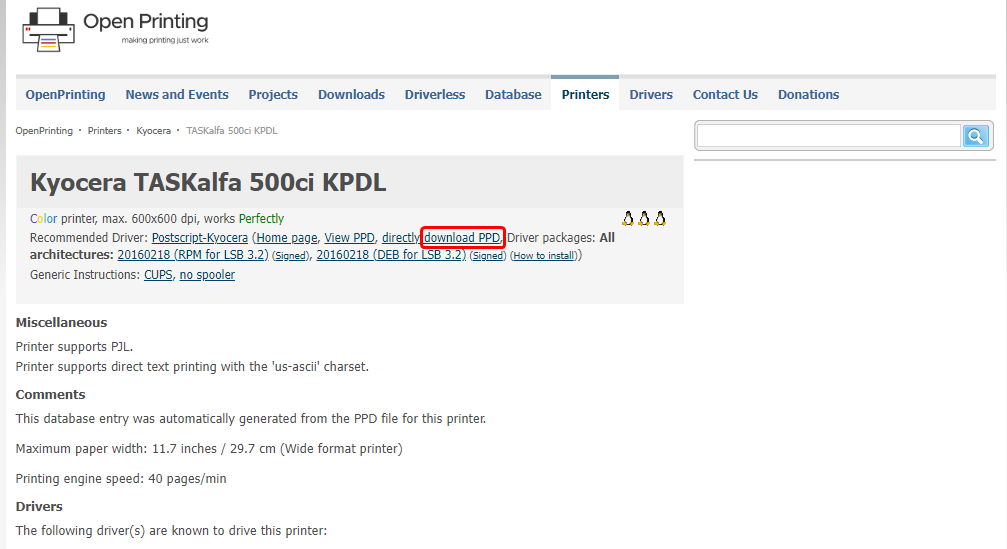 Open Printing
making printing just work
OpenPrinting News and Events Projects Downloads Driverless Database Printers Drivers Contact Us Donations
OpenPrinting · Printers · Kyocera · TASKalfa 500ci KPDL
Kyocera TASKalfa 500ci KPDL
Color printer, max. 600x600 dpi, works Perfectly
Recommended Driver: Postscript-Kyocera (Home page, View PPD, directly download PPD, Driver packages: All
architectures: 20160218 (RPM for LSB 3.2) (Signed), 20160218 (DEB for LSB 3.2) (Signed) (How to install))
Generic Instructions: CUPS, no spooler
Miscellaneous
Printer supports PJL.
Printer supports direct text printing with the 'us-ascii' charset.
Comments
This database entry was automatically generated from the PPD file for this printer.
Maximum paper width: 11.7 inches / 29.7 cm (Wide format printer)
Printing engine speed: 40 pages/min
Drivers
The following driver(s) are known to drive this printer: